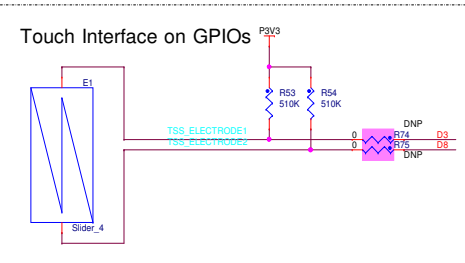 Touch Interface on GPIOs
P3V3
E1
R53
510K
R54
510K
DNP
TSS_ELECTRODE1
0
R74
D3
TSS_ELECTRODE2
0
R75
D8
DNP
Slider_4